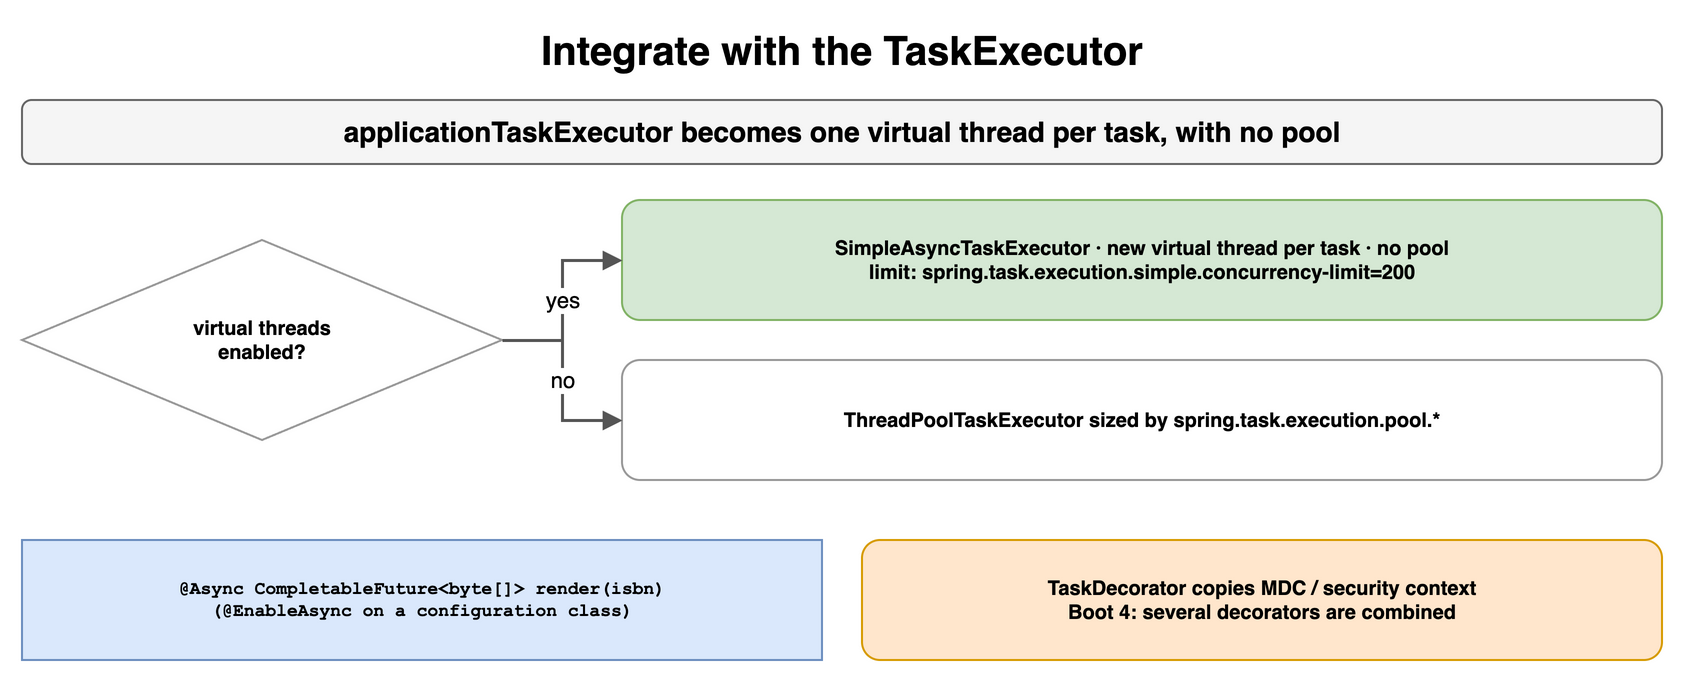 Integrate with the TaskExecutor
applicationTaskExecutor becomes one virtual thread per task, with no pool
virtual threads
enabled?
yes
no
SimpleAsyncTaskExecutor · new virtual thread per task · no pool
limit: spring.task.execution.simple.concurrency-limit=200
ThreadPoolTaskExecutor sized by spring.task.execution.pool.*
@Async CompletableFuture<byte[]> render(isbn)
(@EnableAsync on a configuration class)
TaskDecorator copies MDC / security context
Boot 4: several decorators are combined